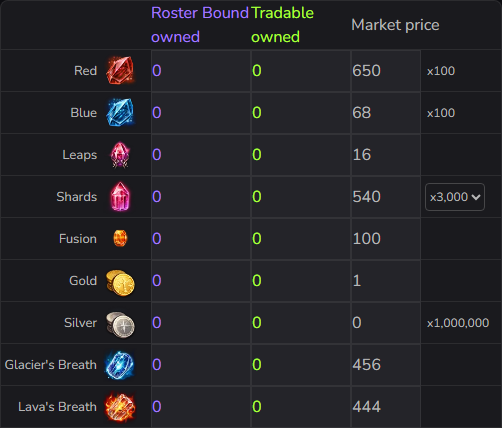 Roster Bound owned Tradable owned Market price
Red 0 0 650 x100
Blue 0 0 68 x100
Leaps 0 0 16
Shards 0 0 540 x3,000
Fusion 0 0 100
Gold 0 0 1
Silver 0 0 0 x1,000,000
Glacier's Breath 0 0 456
Lava's Breath 0 0 444